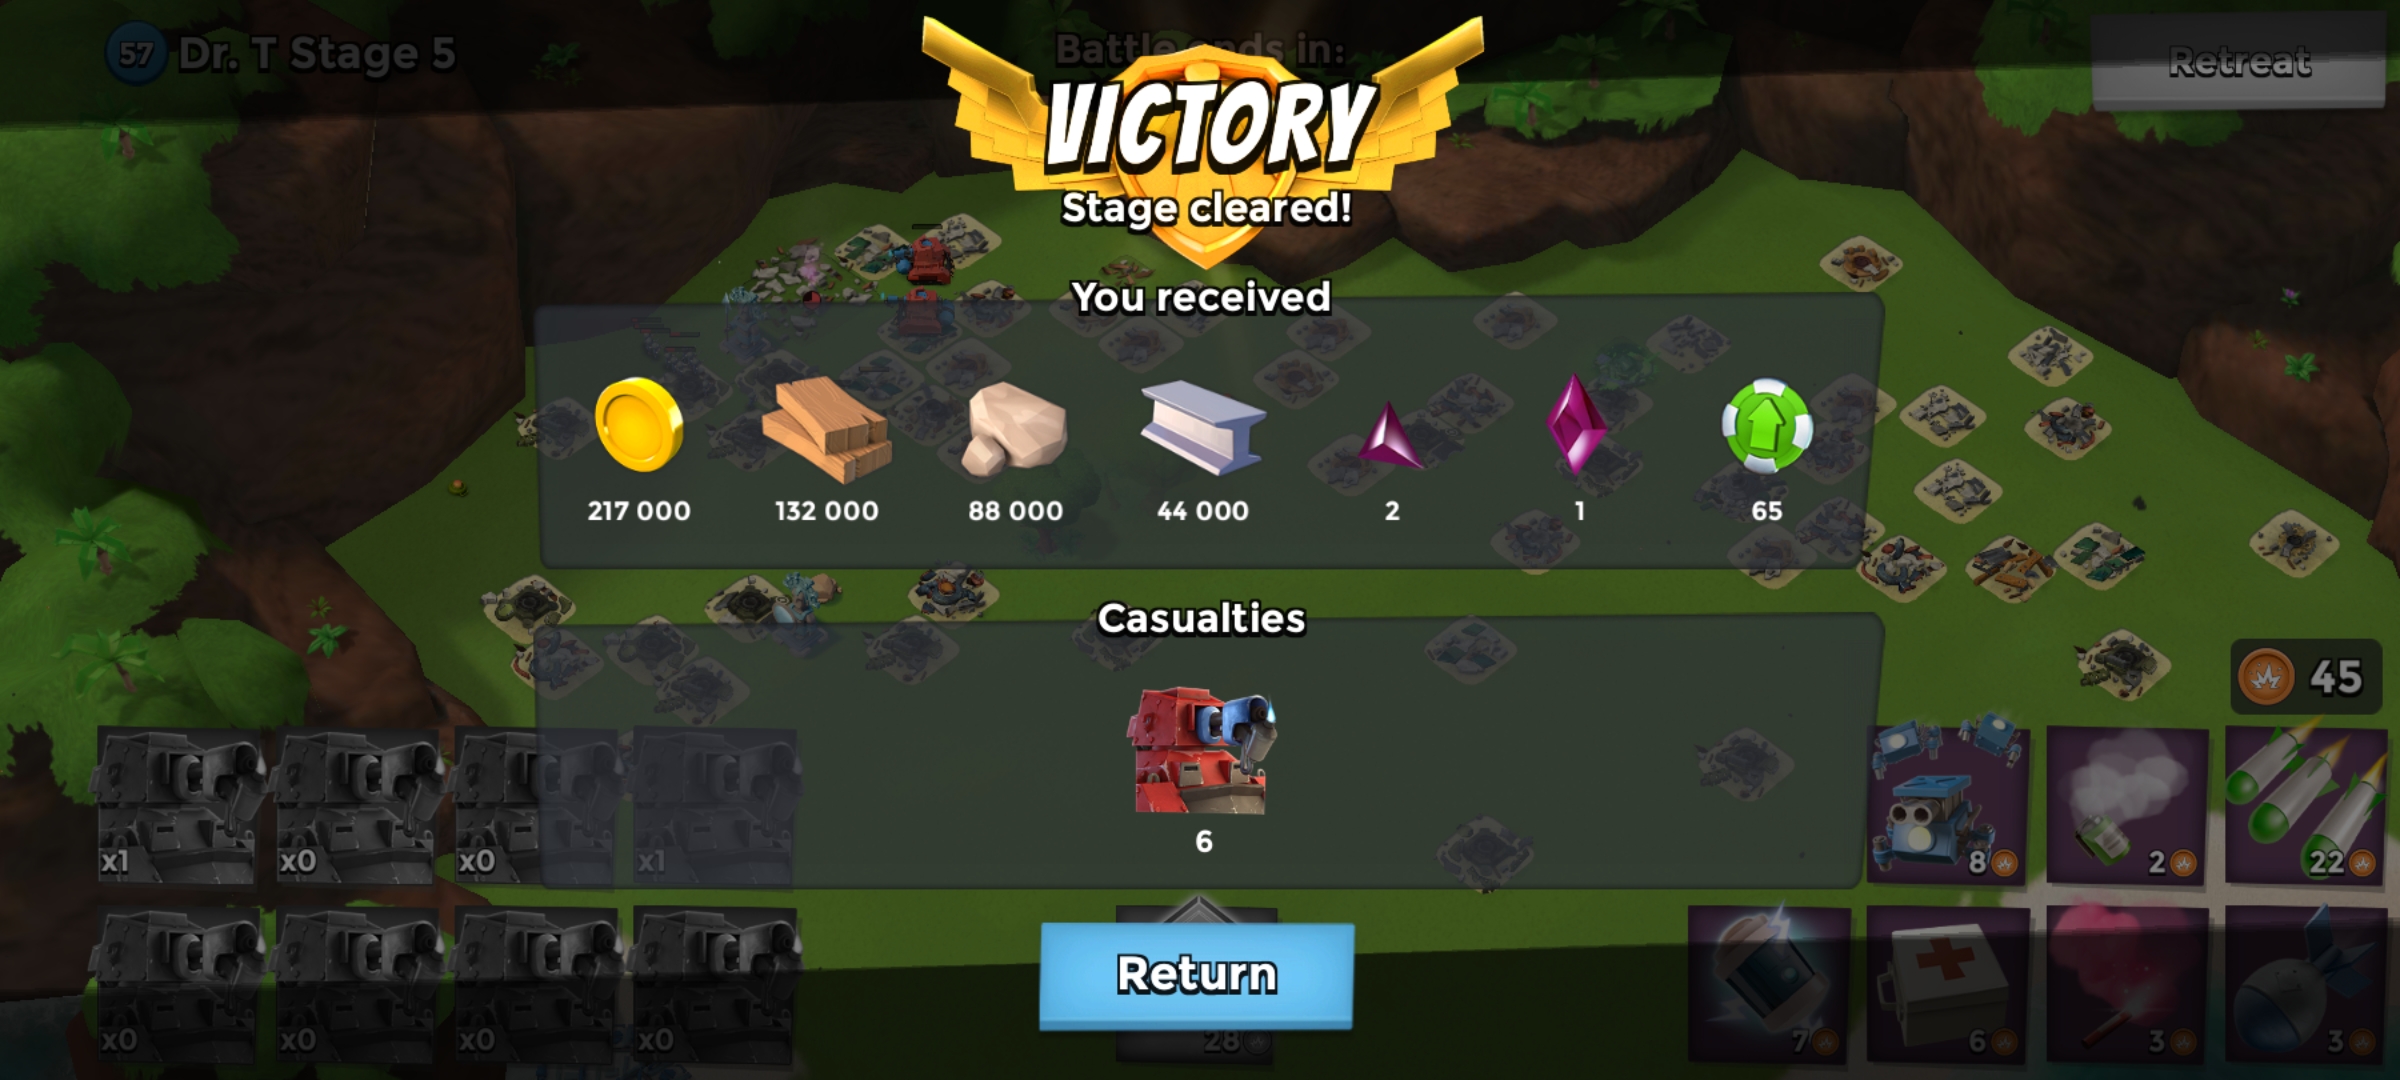 57 Dr. T Stage 5
Battle ends in:
Retreat
VICTORY
Stage cleared!
You received
217 000
132 000
88 000
44 000
2
1
65
Casualties
45
6
x1
x0
x0
x1
8
2
22
Return
x0
x0
x0
x0
28
7
6
3
3